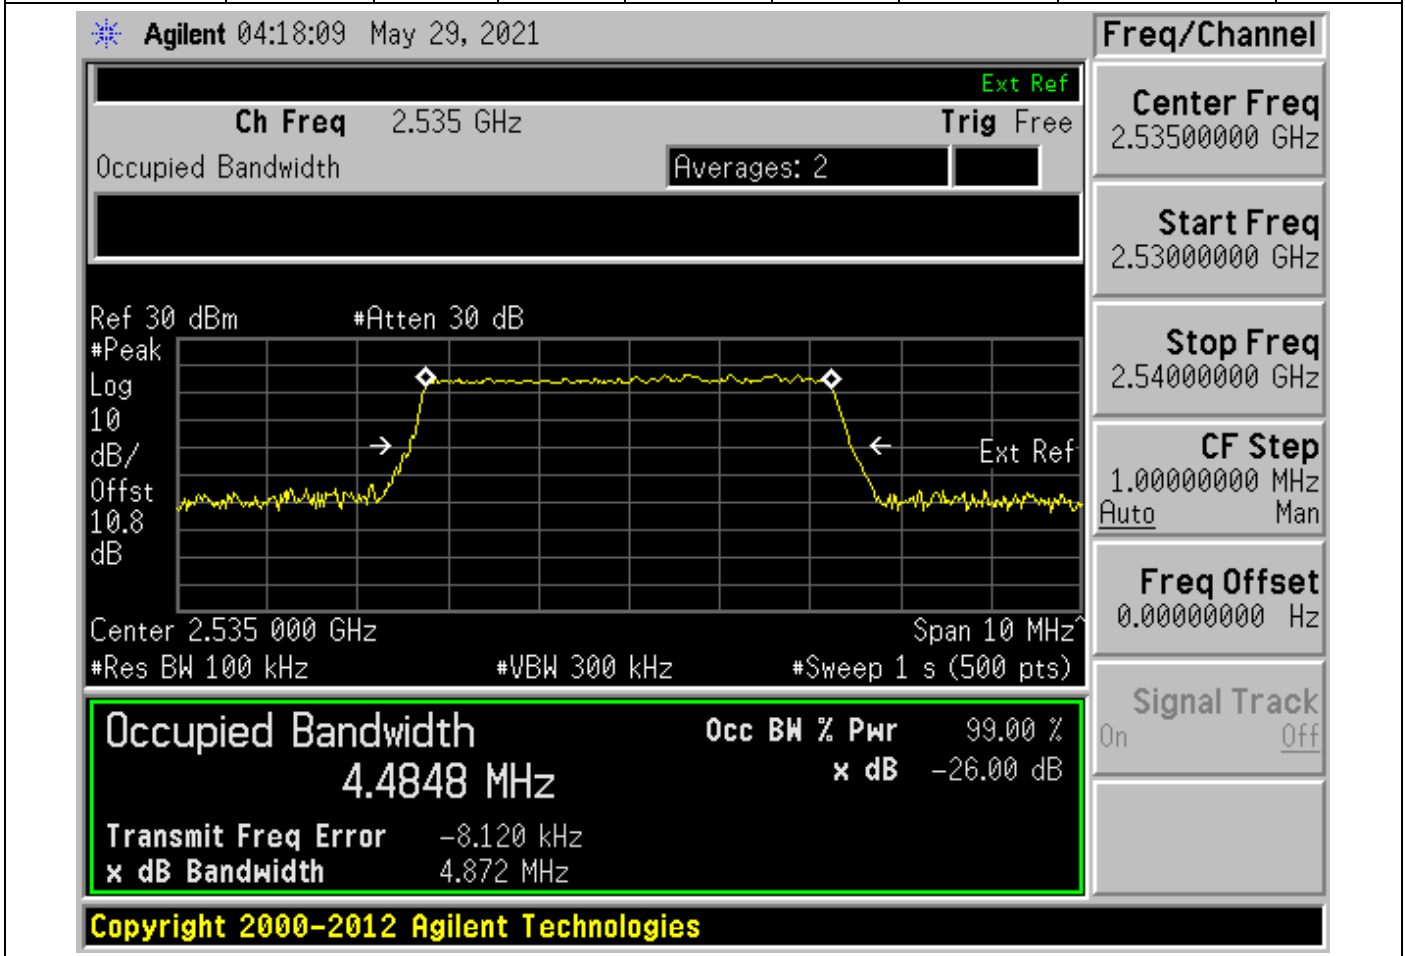 Agilent 04:18:09 May 29, 2021
Freq/Channel
Ext Ref
Ch Freq 2.535 GHz Trig Free
Occupied Bandwidth Averages: 2
Center Freq
2.53500000 GHz
Start Freq
2.53000000 GHz
Stop Freq
2.54000000 GHz
CF Step
1.00000000 MHz
Auto Man
Freq Offset
0.00000000 Hz
Signal Track
On Off
Ref 30 dBm #Atten 30 dB
#Peak
Log
10
dB/
Offst
10.8
dB
Ext Ref
Center 2.535 000 GHz Span 10 MHz^
#Res BW 100 kHz #VBW 300 kHz #Sweep 1 s (500 pts)
Occupied Bandwidth
4.4848 MHz
Occ BW % Pwr 99.00 %
x dB -26.00 dB
Transmit Freq Error -8.120 kHz
x dB Bandwidth 4.872 MHz
Copyright 2000-2012 Agilent Technologies